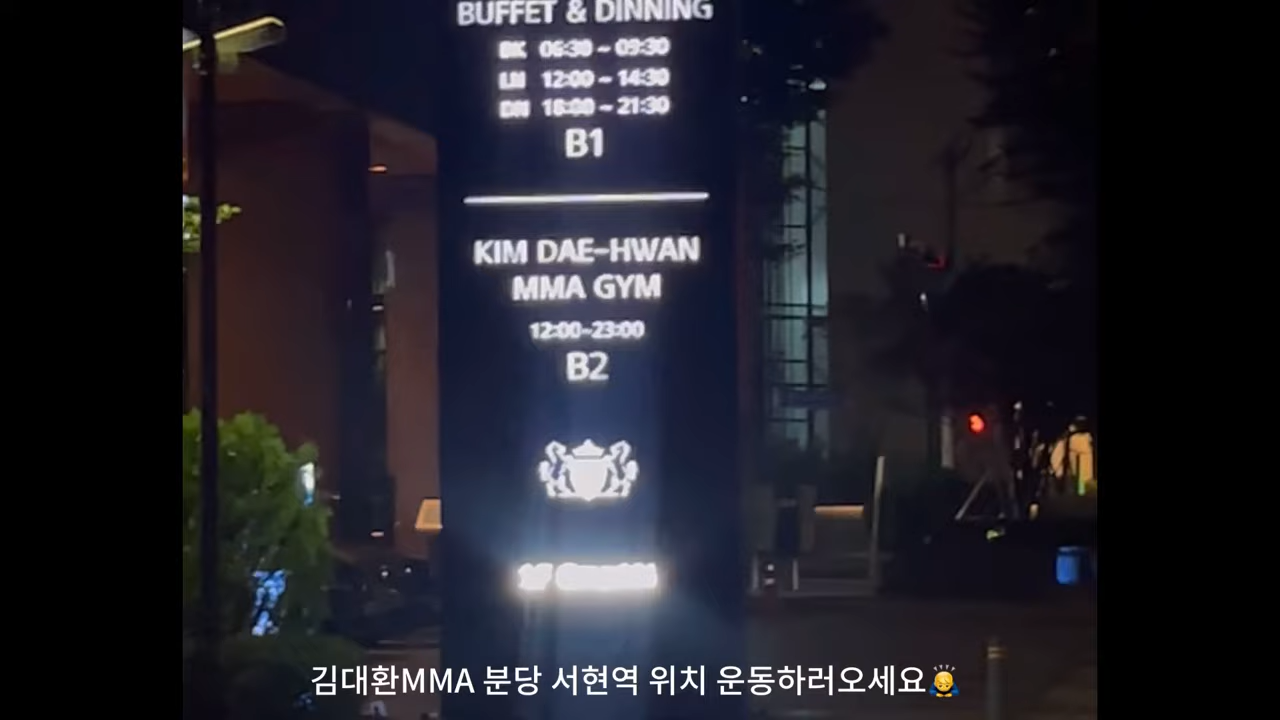 BUFFET & DINNING
BK 06:30 ~ 09:30
LN 12:00 ~ 14:30
DN 18:00 ~ 21:30
B1
KIM DAE-HWAN
MMA GYM
12:00~23:00
B2
김대환MMA 분당 서현역 위치 운동하러오세요🙇